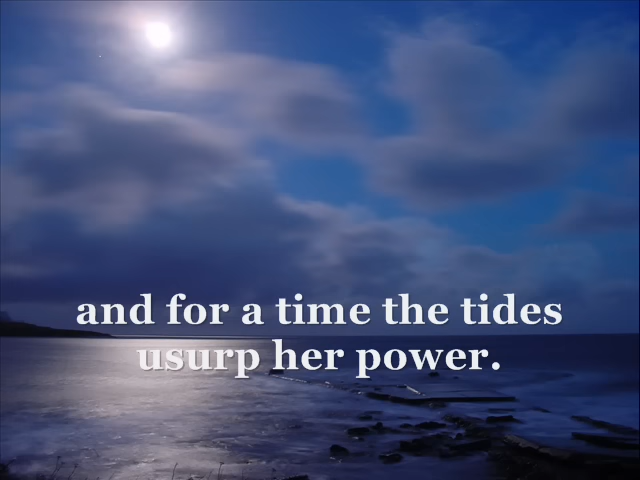 and for a time the tides
usurp her power.